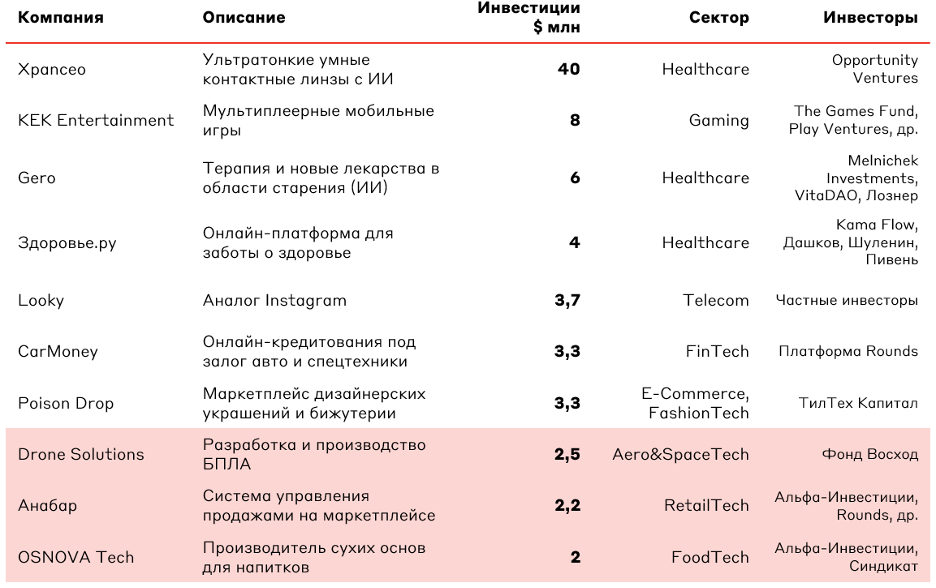 Компания Описание Инвестиции $ млн Сектор Инвесторы
Xpanceo Ультратонкие умные контактные линзы с ИИ 40 Healthcare Opportunity Ventures
KEK Entertainment Мультиплеерные мобильные игры 8 Gaming The Games Fund, Play Ventures, др.
Gero Терапия и новые лекарства в области старения (ИИ) 6 Healthcare Melnichek Investments, VitaDAO, Лознер
Здоровье.ру Онлайн-платформа для заботы о здоровье 4 Healthcare Kama Flow, Дашков, Шуленин, Пивень
Looky Аналог Instagram 3,7 Telecom Частные инвесторы
CarMoney Онлайн-кредитования под залог авто и спецтехники 3,3 FinTech Платформа Rounds
Poison Drop Маркетплейс дизайнерских украшений и бижутерии 3,3 E-Commerce, FashionTech ТилТех Капитал
Drone Solutions Разработка и производство БПЛА 2,5 Aero&SpaceTech Фонд Восход
Анабар Система управления продажами на маркетплейсе 2,2 RetailTech Альфа-Инвестиции, Rounds, др.
OSNOVA Tech Производитель сухих основ для напитков 2 FoodTech Альфа-Инвестиции, Синдикат